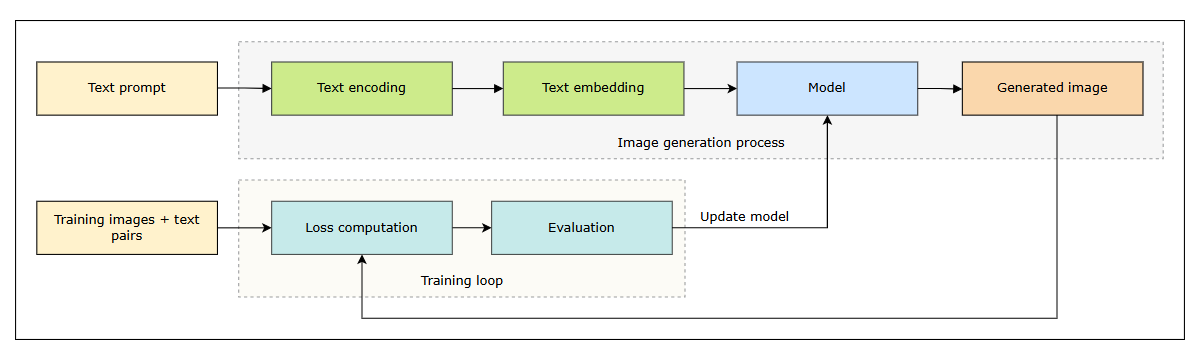 Text prompt
Text encoding
Text embedding
Model
Generated image
Image generation process
Training images + text
pairs
Loss computation
Evaluation
Update model
Training loop